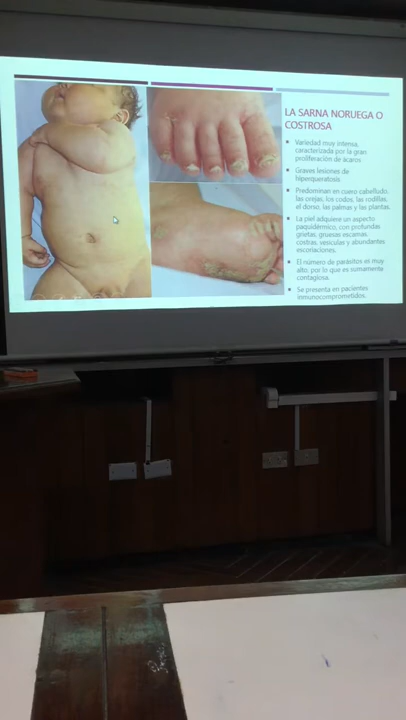 LA SARNA NORUEGA O
COSTROSA
Variedad muy intensa,
caracterizada por la gran
proliferación de ácaros
Graves lesiones de
hiperqueratosis
Predominan en cuero cabelludo,
las orejas, los codos, las rodillas,
el dorso, las palmas y las plantas.
La piel adquiere un aspecto
paquidérmico, con profundas
grietas, gruesas escamas,
costras, vesículas y abundantes
escoriaciones.
El número de parásitos es muy
alto, por lo que es sumamente
contagiosa.
Se presenta en pacientes
inmunocomprometidos.